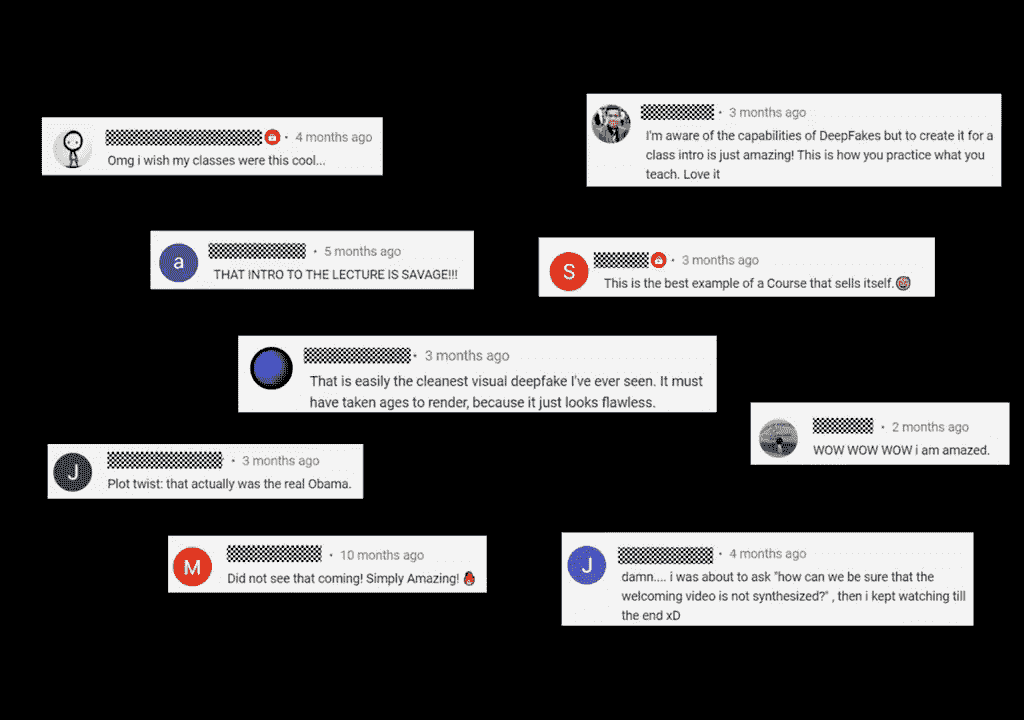 · 4 months ago
Omg i wish my classes were this cool...
· 3 months ago
I'm aware of the capabilities of DeepFakes but to create it for a
class intro is just amazing! This is how you practice what you
teach. Love it
a
· 5 months ago
THAT INTRO TO THE LECTURE IS SAVAGE!!!
S
· 3 months ago
This is the best example of a Course that sells itself.
· 3 months ago
That is easily the cleanest visual deepfake I've ever seen. It must
have taken ages to render, because it just looks flawless.
· 2 months ago
WOW WOW WOW i am amazed.
J
· 3 months ago
Plot twist: that actually was the real Obama.
M
· 10 months ago
Did not see that coming! Simply Amazing!
J
· 4 months ago
damn.... i was about to ask "how can we be sure that the
welcoming video is not synthesized?" , then i kept watching till
the end xD